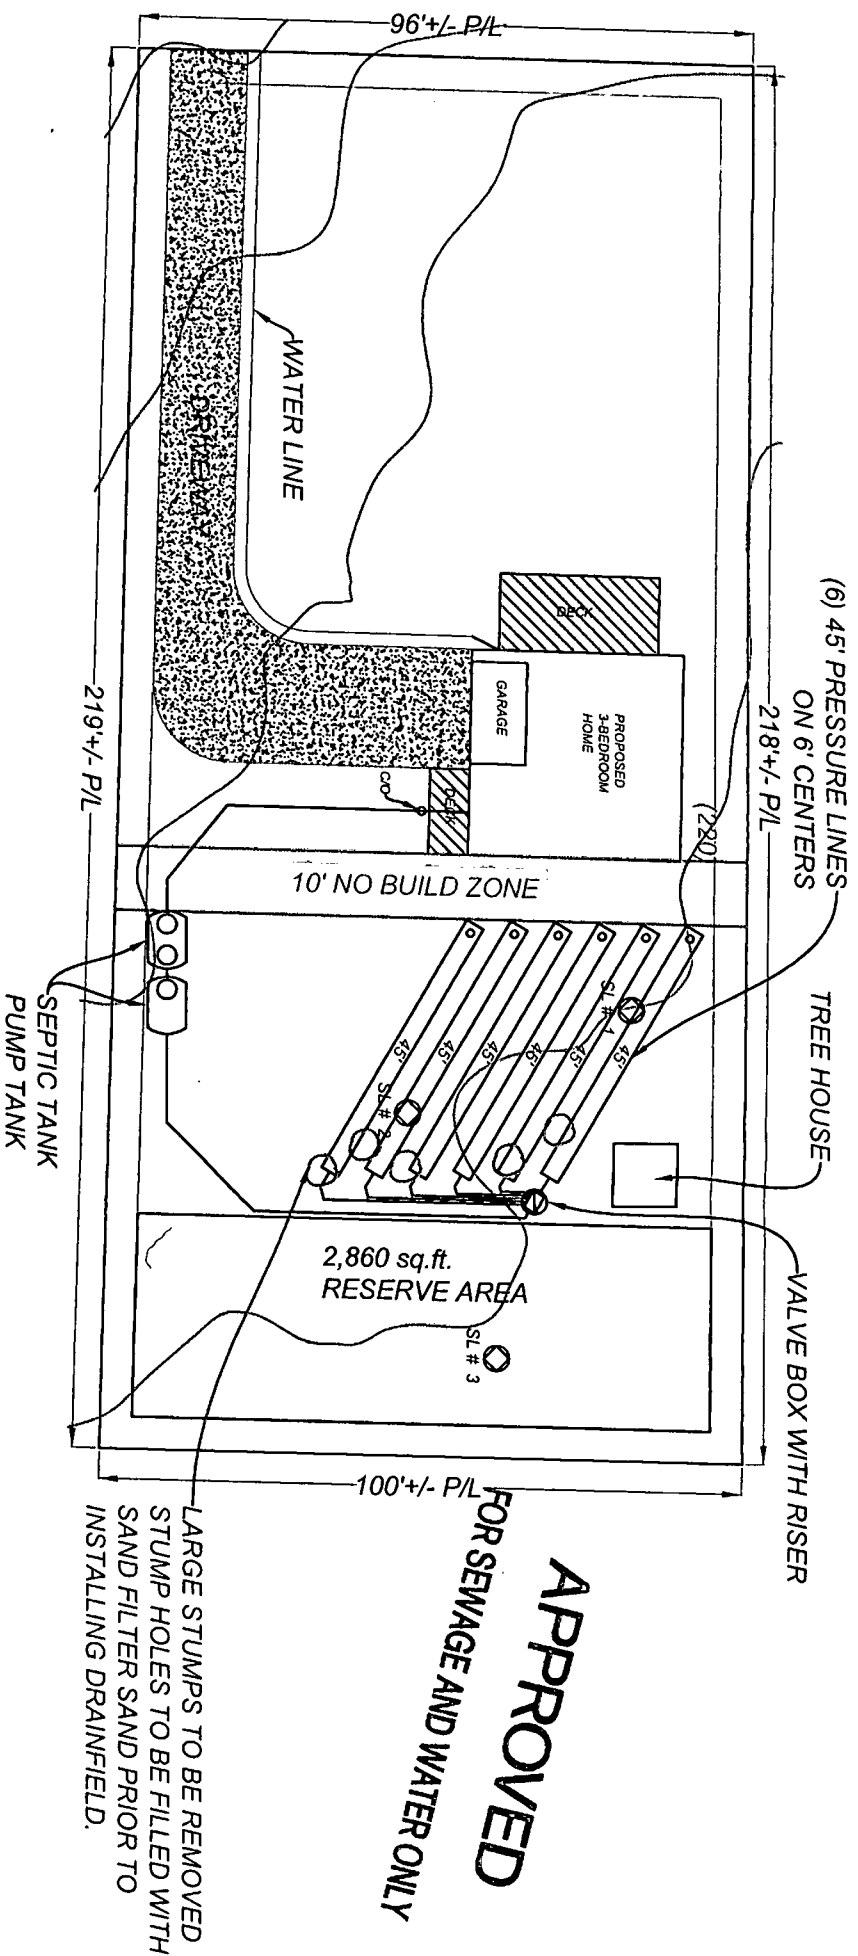 96'+/- P/L
218'+/- P/L
219'+/- P/L
100'+/- P/L
(6) 45' PRESSURE LINES
ON 6' CENTERS
TREE HOUSE
VALVE BOX WITH RISER
WATER LINE
DRIVEWAY
DECK
GARAGE
PROPOSED
3-BEDROOM
HOME
(220)
C/O
DECK
10' NO BUILD ZONE
SL # 1
45'
45'
45'
45'
45'
SL # 2
SEPTIC TANK
PUMP TANK
2,860 sq.ft.
RESERVE AREA
SL # 3
LARGE STUMPS TO BE REMOVED
STUMP HOLES TO BE FILLED WITH
SAND FILTER SAND PRIOR TO
INSTALLING DRAINFIELD.
APPROVED
FOR SEWAGE AND WATER ONLY